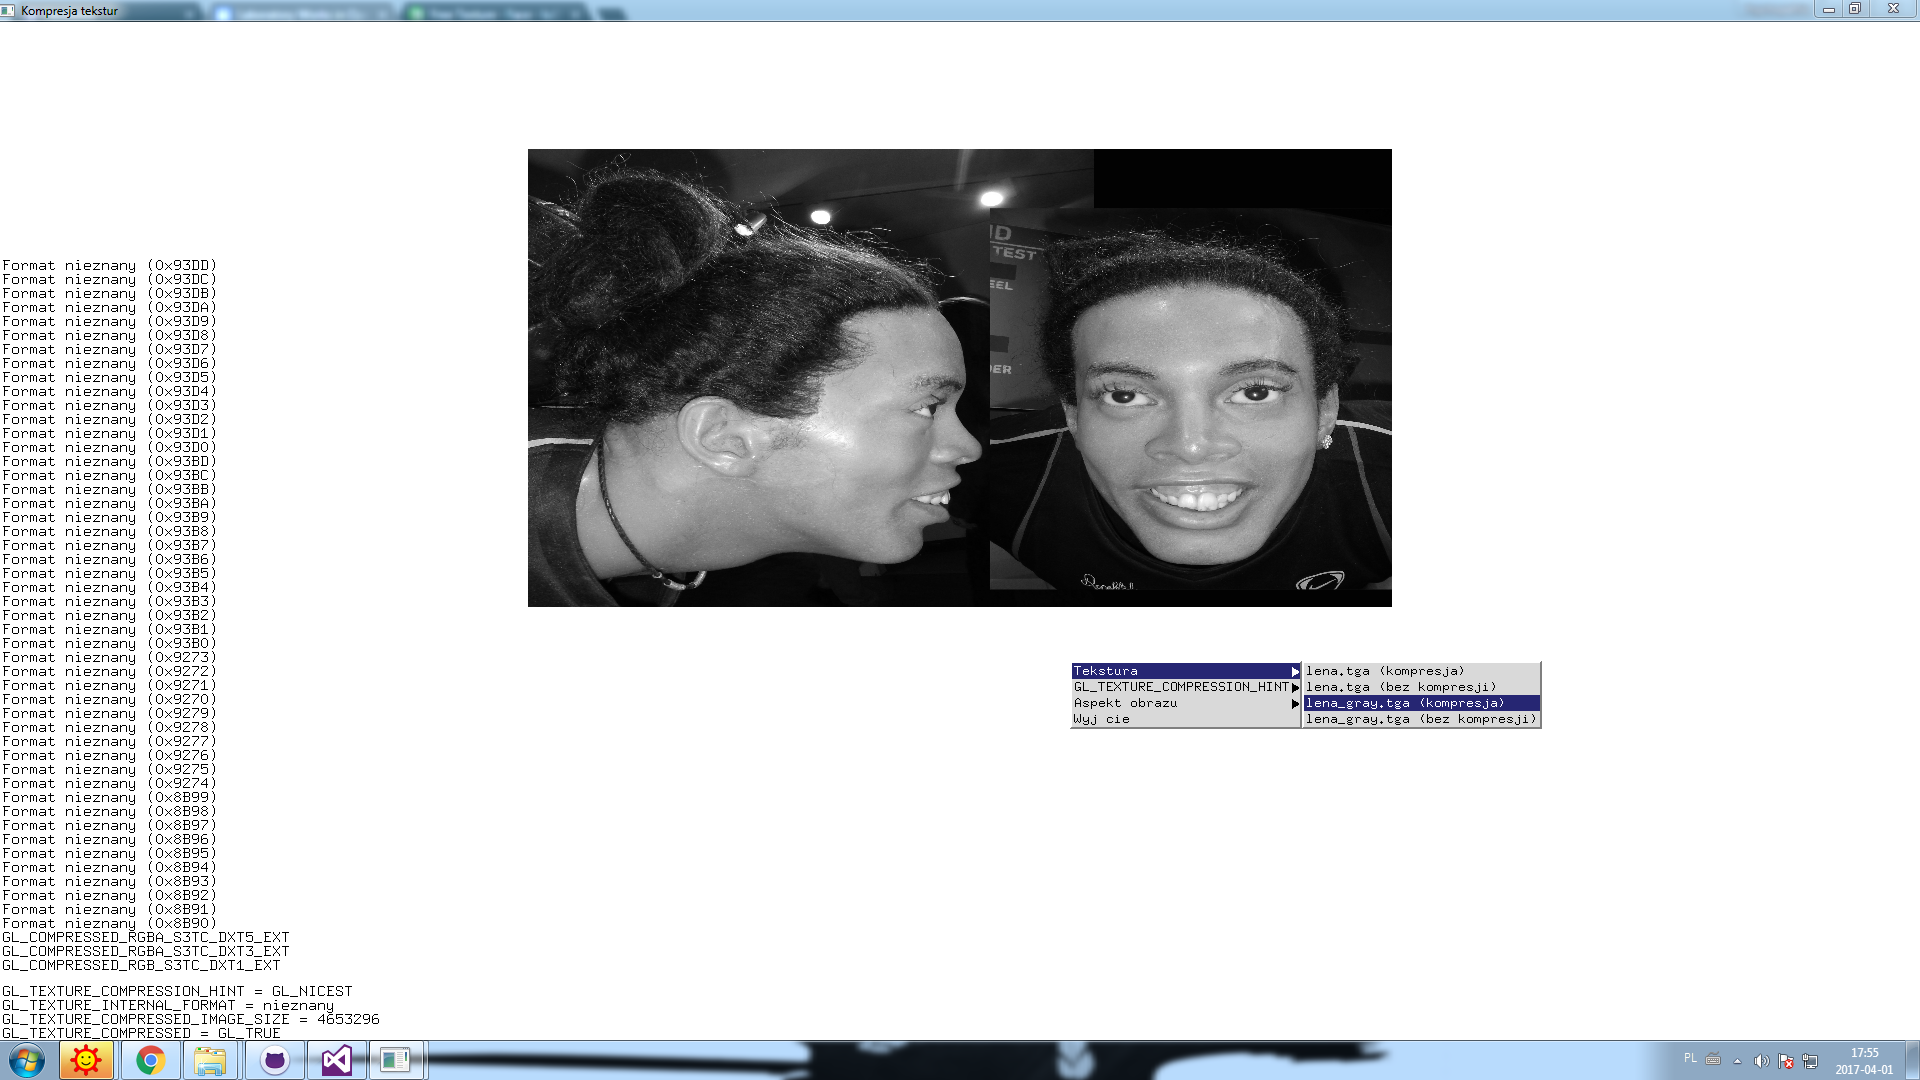 Kompresja tekstur
ND
TEST
EEL
DER
Format nieznany (0x93DD)
Format nieznany (0x93DC)
Format nieznany (0x93DB)
Format nieznany (0x93DA)
Format nieznany (0x93D9)
Format nieznany (0x93D8)
Format nieznany (0x93D7)
Format nieznany (0x93D6)
Format nieznany (0x93D5)
Format nieznany (0x93D4)
Format nieznany (0x93D3)
Format nieznany (0x93D2)
Format nieznany (0x93D1)
Format nieznany (0x93D0)
Format nieznany (0x93BD)
Format nieznany (0x93BC)
Format nieznany (0x93BB)
Format nieznany (0x93BA)
Format nieznany (0x93B9)
Format nieznany (0x93B8)
Format nieznany (0x93B7)
Format nieznany (0x93B6)
Format nieznany (0x93B5)
Format nieznany (0x93B4)
Format nieznany (0x93B3)
Format nieznany (0x93B2)
Format nieznany (0x93B1)
Format nieznany (0x93B0)
Format nieznany (0x9273)
Format nieznany (0x9272)
Format nieznany (0x9271)
Format nieznany (0x9270)
Format nieznany (0x9279)
Format nieznany (0x9278)
Format nieznany (0x9277)
Format nieznany (0x9276)
Format nieznany (0x9275)
Format nieznany (0x9274)
Format nieznany (0x8B99)
Format nieznany (0x8B98)
Format nieznany (0x8B97)
Format nieznany (0x8B96)
Format nieznany (0x8B95)
Format nieznany (0x8B94)
Format nieznany (0x8B93)
Format nieznany (0x8B92)
Format nieznany (0x8B91)
Format nieznany (0x8B90)
GL_COMPRESSED_RGBA_S3TC_DXT5_EXT
GL_COMPRESSED_RGBA_S3TC_DXT3_EXT
GL_COMPRESSED_RGB_S3TC_DXT1_EXT
GL_TEXTURE_COMPRESSION_HINT = GL_NICEST
GL_TEXTURE_INTERNAL_FORMAT = nieznany
GL_TEXTURE_COMPRESSED_IMAGE_SIZE = 4653296
GL_TEXTURE_COMPRESSED = GL_TRUE
Tekstura
GL_TEXTURE_COMPRESSION_HINT
Aspekt obrazu
Wyj cie
lena.tga (kompresja)
lena.tga (bez kompresji)
lena_gray.tga (kompresja)
lena_gray.tga (bez kompresji)
PL
17:55
2017-04-01